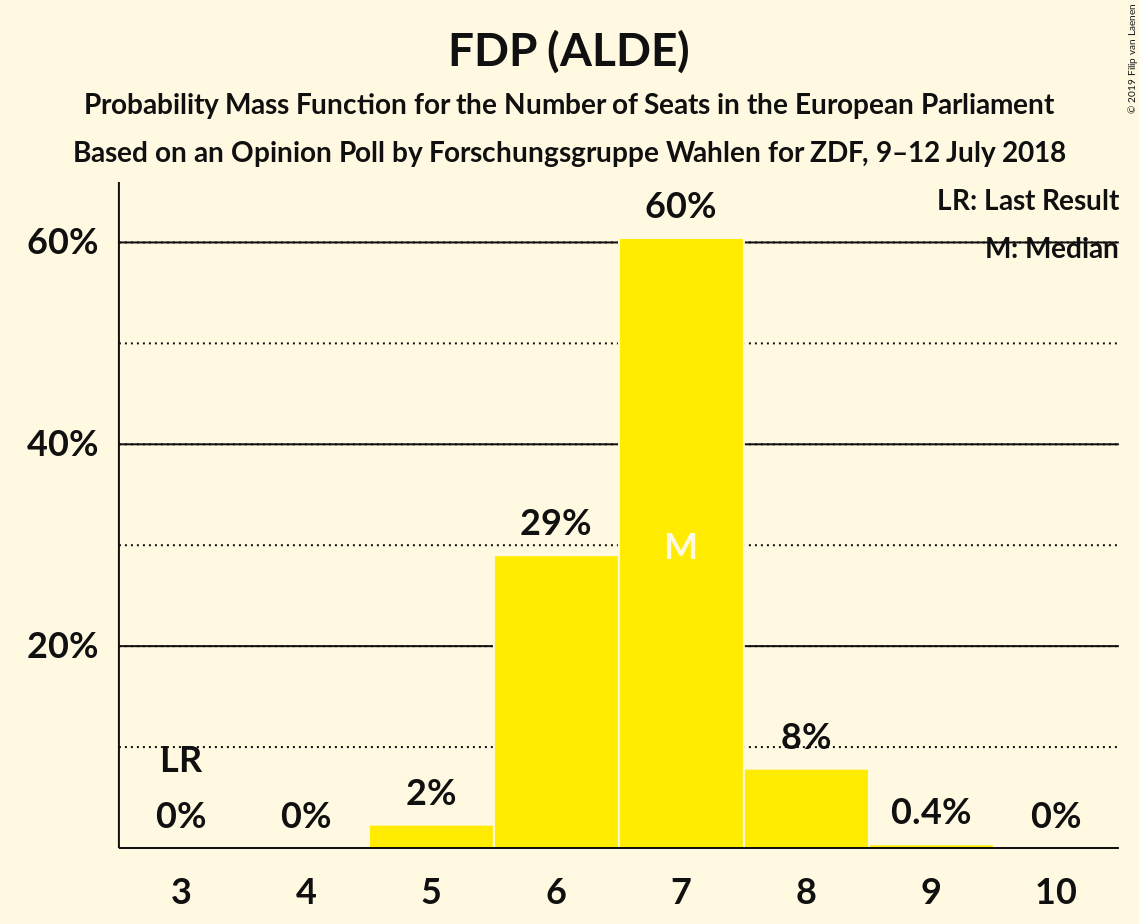 FDP (ALDE)
Probability Mass Function for the Number of Seats in the European Parliament
Based on an Opinion Poll by Forschungsgruppe Wahlen for ZDF, 9–12 July 2018
© 2019 Filip van Laenen
LR: Last Result
M: Median
60%
40%
20%
LR
0%
0%
2%
29%
60%
M
8%
0.4%
0%
3 4 5 6 7 8 9 10